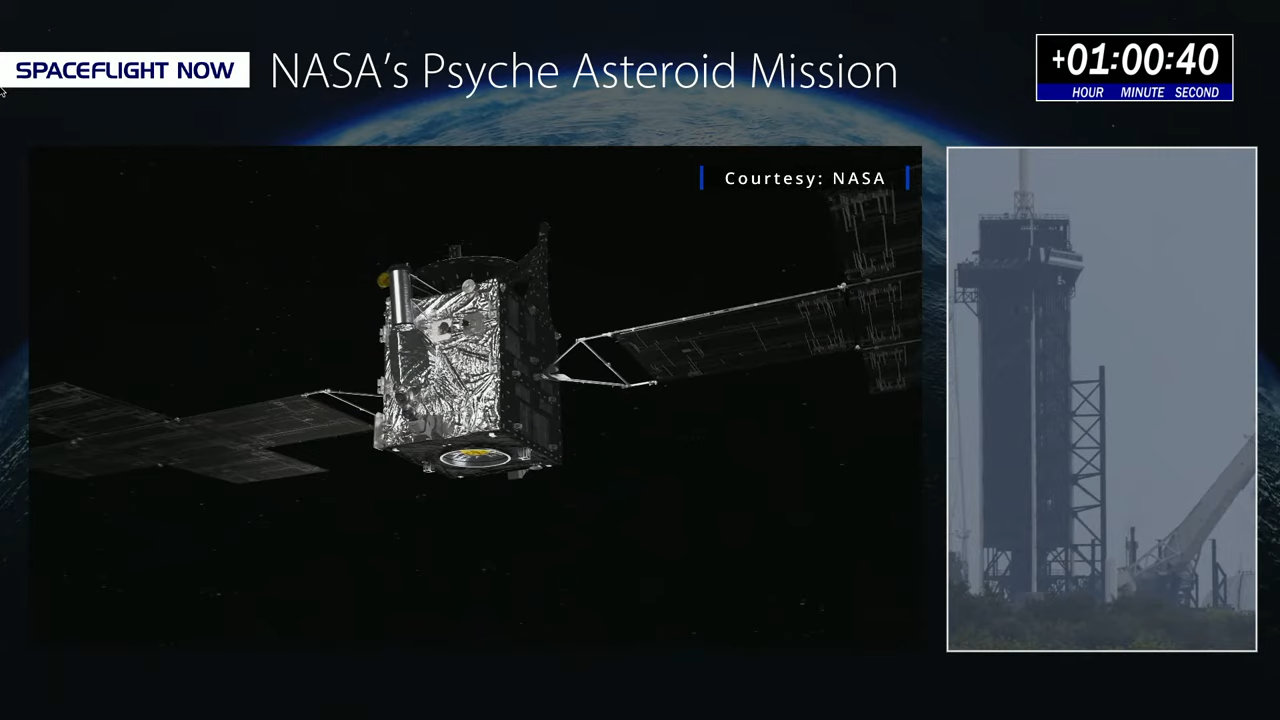 SPACEFLIGHT NOW
NASA's Psyche Asteroid Mission
+01:00:40
HOUR MINUTE SECOND
Courtesy: NASA